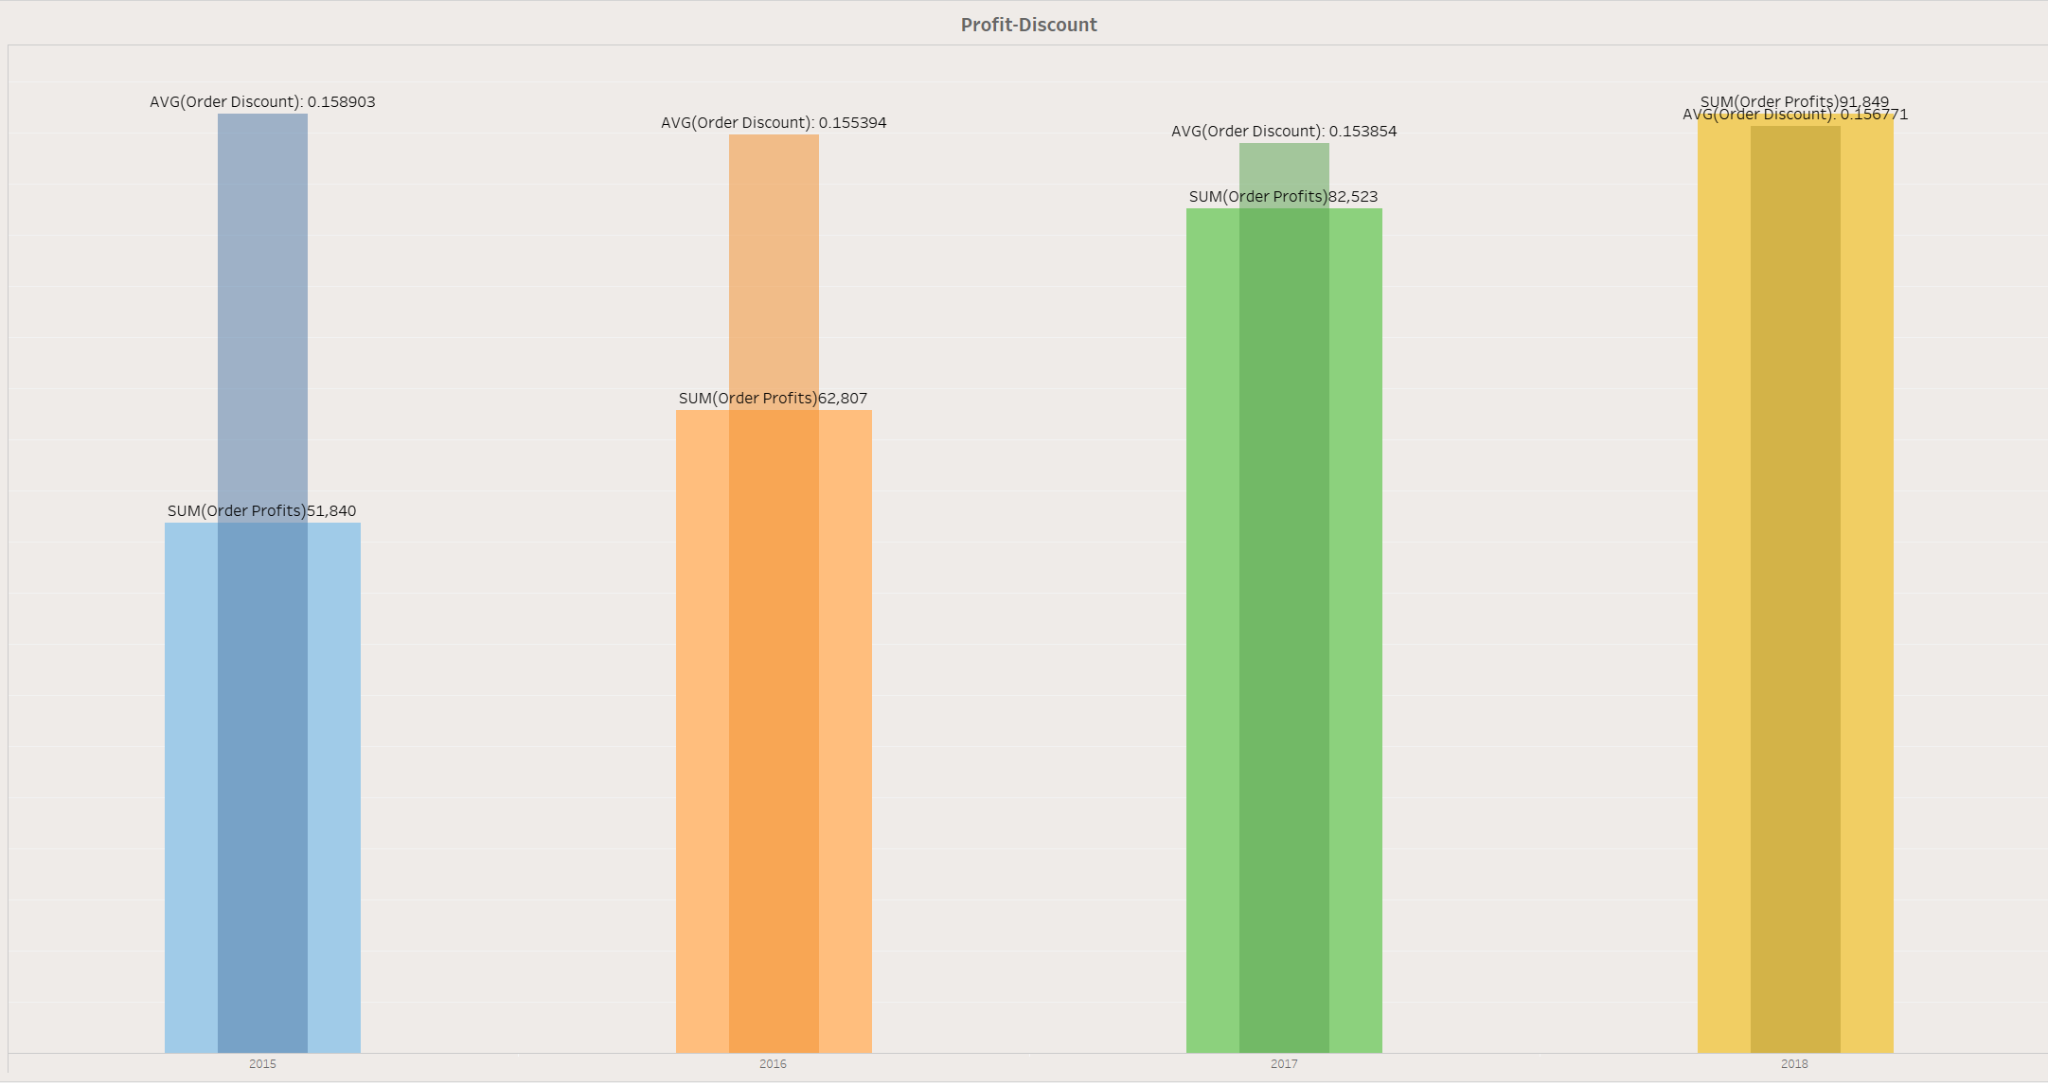 Profit-Discount
AVG(Order Discount): 0.158903
SUM(Order Profits)51,840
AVG(Order Discount): 0.155394
SUM(Order Profits)62,807
AVG(Order Discount): 0.153854
SUM(Order Profits)82,523
SUM(Order Profits)91,849
AVG(Order Discount): 0.156771
2015
2016
2017
2018